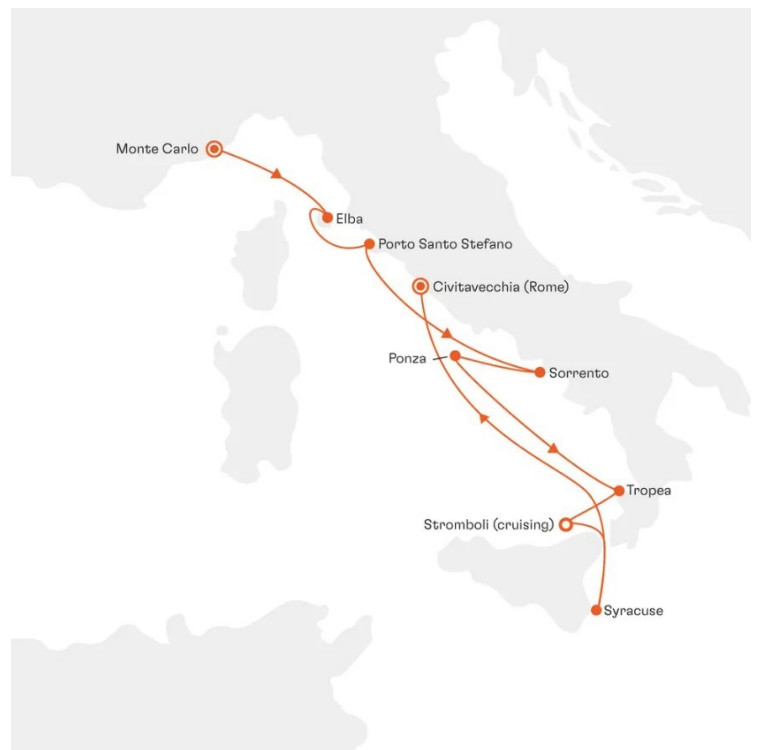 Monte Carlo
Elba
Porto Santo Stefano
Civitavecchia (Rome)
Ponza
Sorrento
Tropea
Stromboli (cruising)
Syracuse